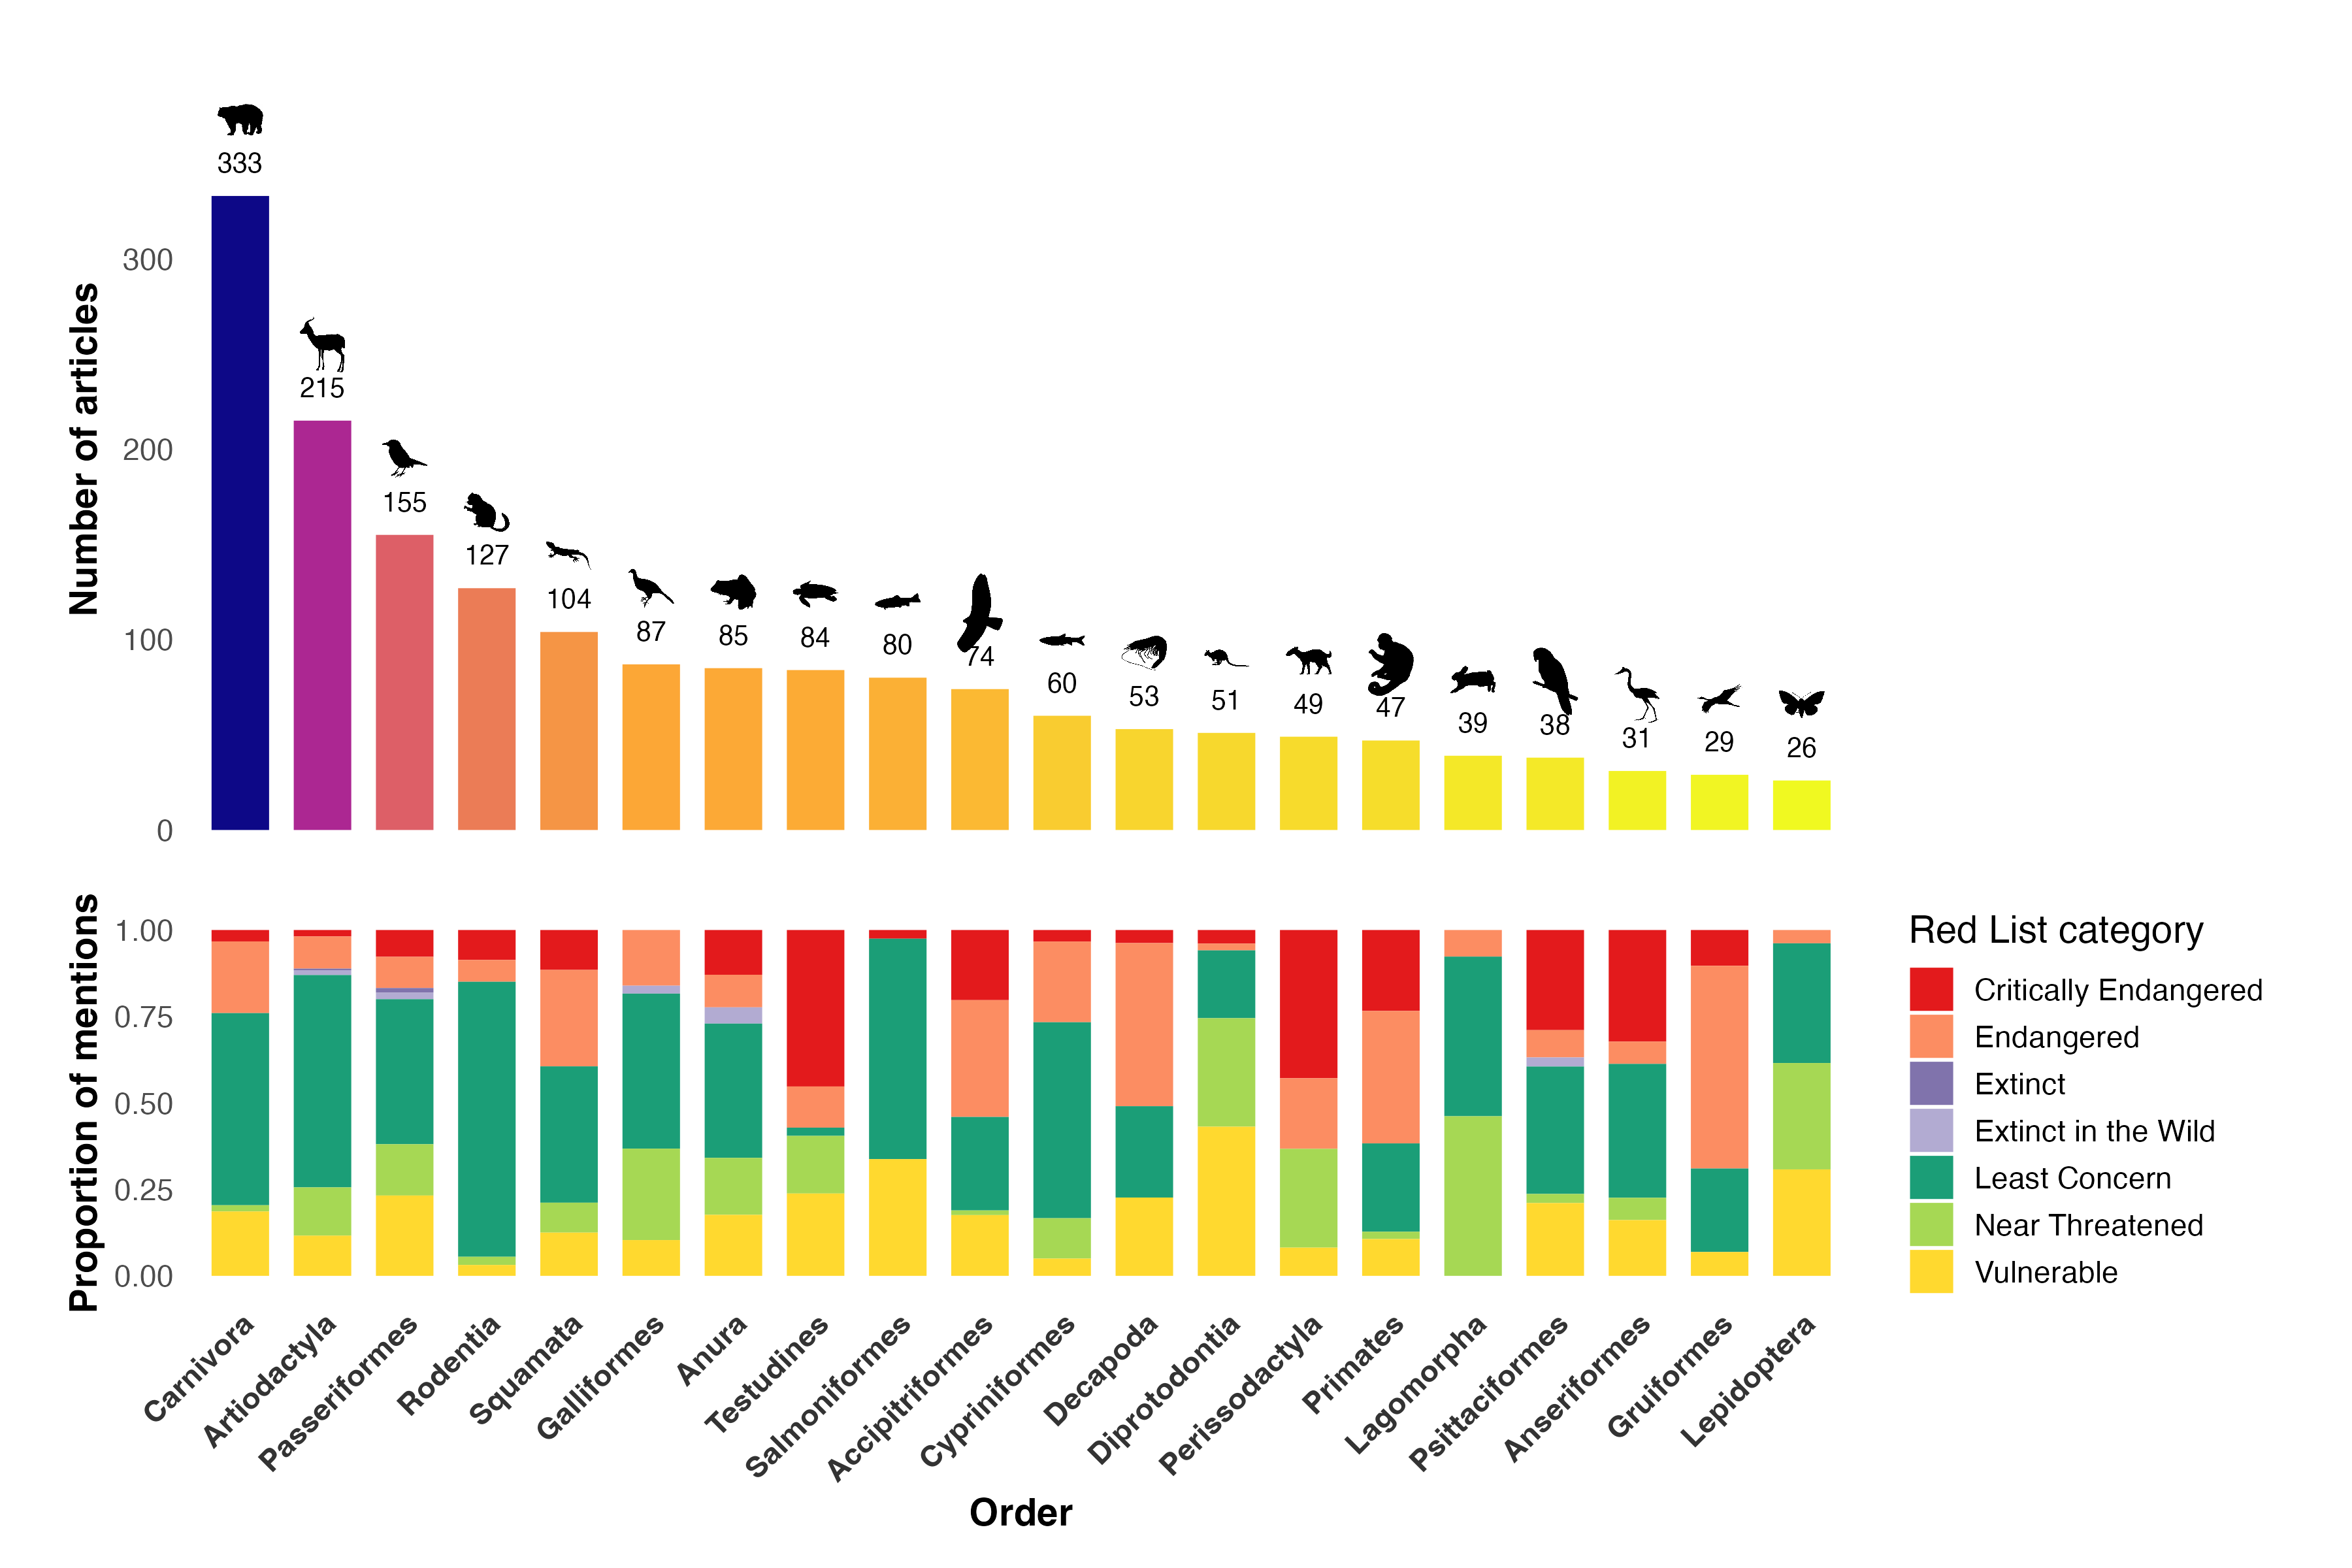 333
215
155
127
104
87
85
84
80
74
60
53
51
49
47
39
38
31
29
26
Number of articles
300
200
100
0
Proportion of mentions
1.00
0.75
0.50
0.25
0.00
Carnivora
Artiodactyla
Passeriformes
Rodentia
Squamata
Galliformes
Anura
Testudines
Salmoniformes
Accipitriformes
Cypriniformes
Decapoda
Diprotodontia
Perissodactyla
Primates
Lagomorpha
Psittaciformes
Anseriformes
Gruiformes
Lepidoptera
Order
Red List category
Critically Endangered
Endangered
Extinct
Extinct in the Wild
Least Concern
Near Threatened
Vulnerable